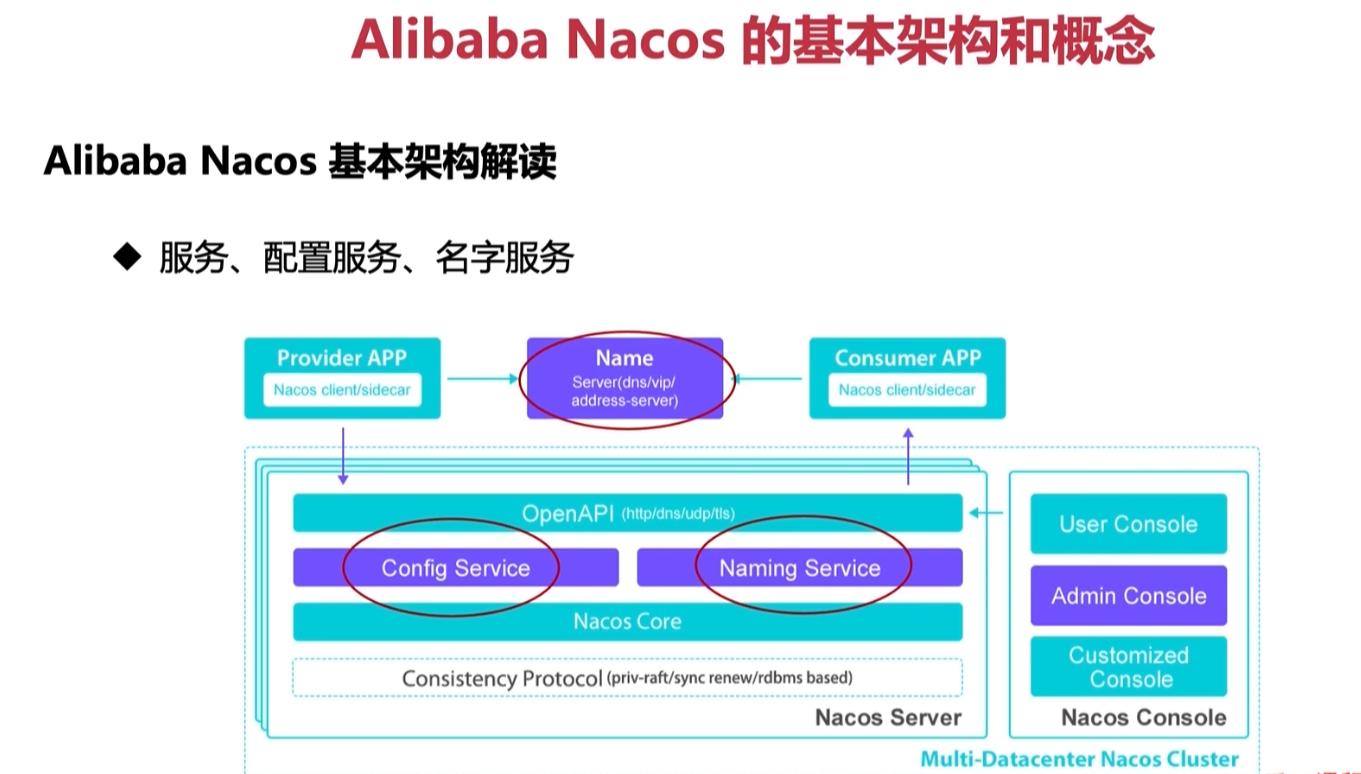 Alibaba Nacos 的基本架构和概念
Alibaba Nacos 基本架构解读
◆ 服务、配置服务、名字服务
Provider APP
Nacos client/sidecar
Name
Server(dns/vip/
address-server)
Consumer APP
Nacos client/sidecar
OpenAPI (http/dns/udp/tls)
Config Service
Naming Service
Nacos Core
Consistency Protocol (priv-raft/sync renew/rdbms based)
Nacos Server
User Console
Admin Console
Customized
Console
Nacos Console
Multi-Datacenter Nacos Cluster